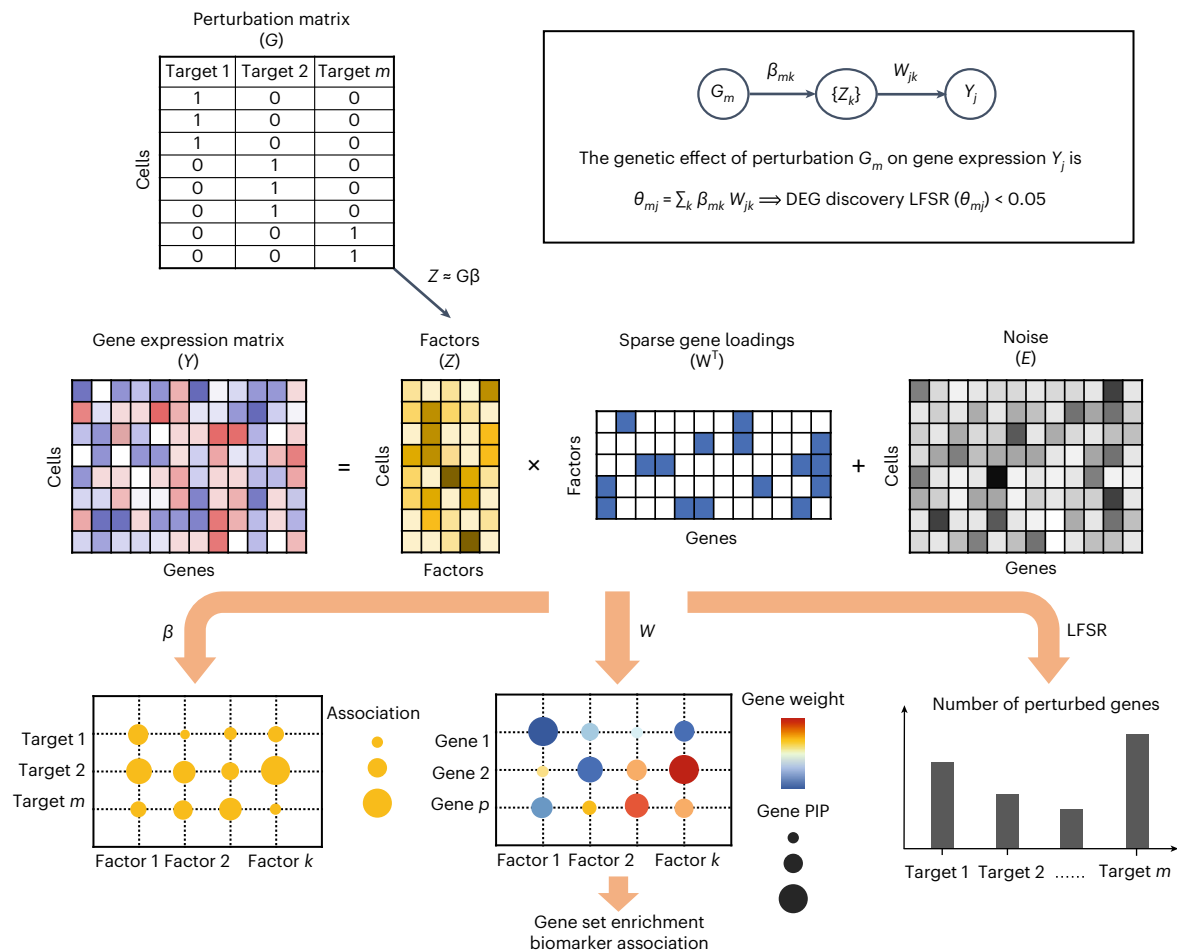 Perturbation matrix
(G)
Target 1 Target 2 Target m
1 0 0
1 0 0
1 0 0
0 1 0
0 1 0
0 1 0
0 0 1
0 0 1
Cells
Z ≈ Gβ
G_m β_mk {Z_k} W_jk Y_j
The genetic effect of perturbation G_m on gene expression Y_j is
θ_mj = ∑_k β_mk W_jk ⟹ DEG discovery LFSR (θ_mj) < 0.05
Gene expression matrix
(Y)
Cells
Genes
=
Factors
(Z)
Cells
Factors
×
Sparse gene loadings
(W^T)
Factors
Genes
+
Noise
(E)
Cells
Genes
β
W
LFSR
Target 1
Target 2
Target m
Factor 1 Factor 2 Factor k
Association
Gene 1
Gene 2
Gene p
Factor 1 Factor 2 Factor k
Gene weight
Gene PIP
Gene set enrichment
biomarker association
Number of perturbed genes
Target 1 Target 2 ...... Target m